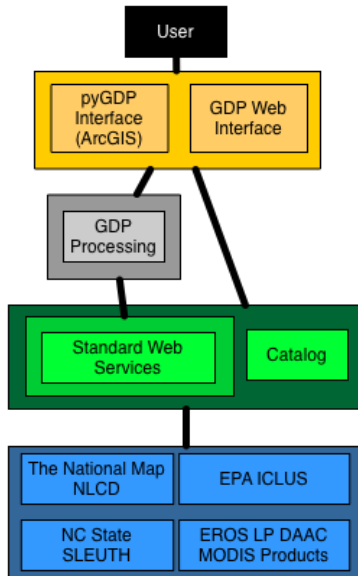 User
pyGDP
Interface
(ArcGIS)
GDP Web
Interface
GDP
Processing
Standard Web
Services
Catalog
The National Map
NLCD
EPA ICLUS
NC State
SLEUTH
EROS LP DAAC
MODIS Products